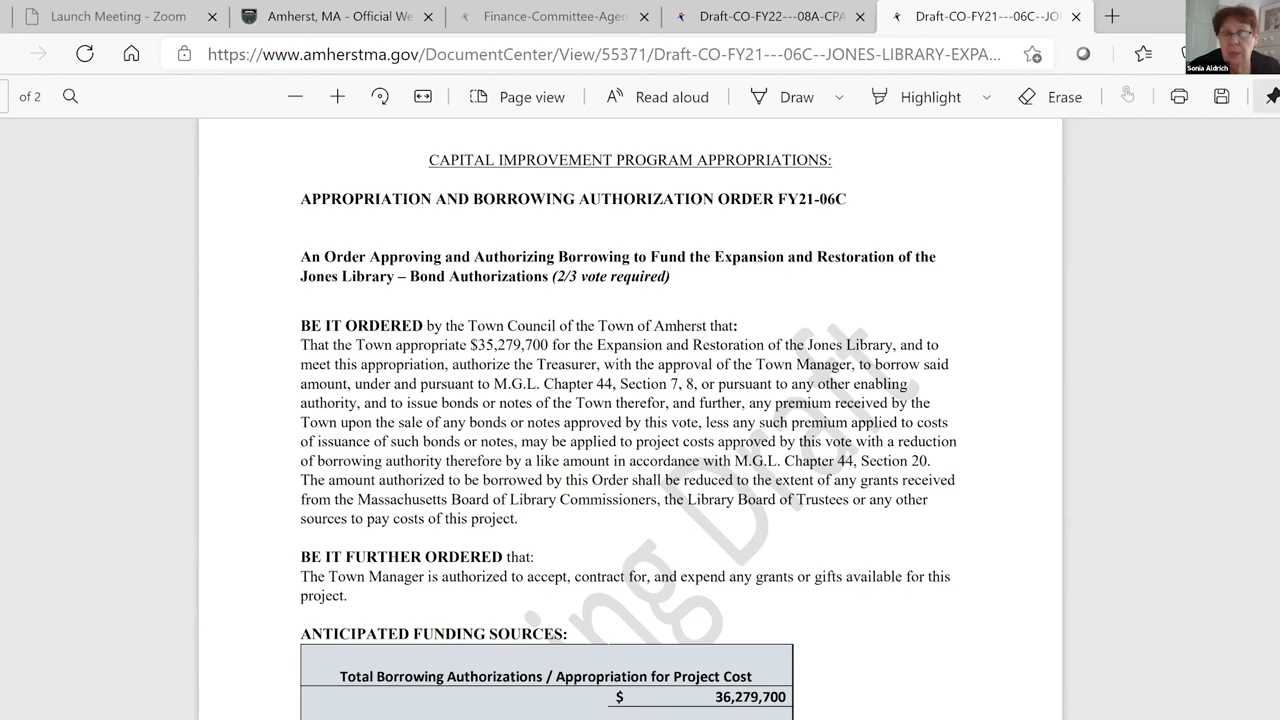 Launch Meeting - Zoom
Amherst, MA - Official We
Finance-Committee-Agen
Draft-CO-FY22---08A-CPA
Draft-CO-FY21---06C--JO
https://www.amherstma.gov/DocumentCenter/View/55371/Draft-CO-FY21---06C--JONES-LIBRARY-EXPA...
Sonia Aldrich
of 2
Page view
Read aloud
Draw
Highlight
Erase
CAPITAL IMPROVEMENT PROGRAM APPROPRIATIONS:
APPROPRIATION AND BORROWING AUTHORIZATION ORDER FY21-06C
An Order Approving and Authorizing Borrowing to Fund the Expansion and Restoration of the
Jones Library – Bond Authorizations (2/3 vote required)
BE IT ORDERED by the Town Council of the Town of Amherst that:
That the Town appropriate $35,279,700 for the Expansion and Restoration of the Jones Library, and to
meet this appropriation, authorize the Treasurer, with the approval of the Town Manager, to borrow said
amount, under and pursuant to M.G.L. Chapter 44, Section 7, 8, or pursuant to any other enabling
authority, and to issue bonds or notes of the Town therefor, and further, any premium received by the
Town upon the sale of any bonds or notes approved by this vote, less any such premium applied to costs
of issuance of such bonds or notes, may be applied to project costs approved by this vote with a reduction
of borrowing authority therefore by a like amount in accordance with M.G.L. Chapter 44, Section 20.
The amount authorized to be borrowed by this Order shall be reduced to the extent of any grants received
from the Massachusetts Board of Library Commissioners, the Library Board of Trustees or any other
sources to pay costs of this project.
BE IT FURTHER ORDERED that:
The Town Manager is authorized to accept, contract for, and expend any grants or gifts available for this
project.
ANTICIPATED FUNDING SOURCES:
Total Borrowing Authorizations / Appropriation for Project Cost
$ 36,279,700
ing Draft